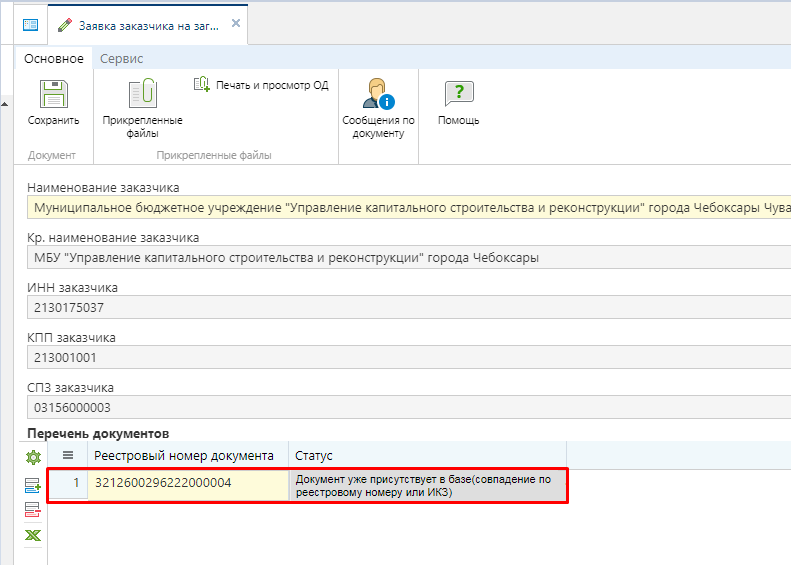 Заявка заказчика на заг...
Основное
Сервис
Сохранить
Прикрепленные файлы
Печать и просмотр ОД
Сообщения по документу
Помощь
Документ
Прикрепленные файлы
Наименование заказчика
Муниципальное бюджетное учреждение "Управление капитального строительства и реконструкции" города Чебоксары Чува
Кр. наименование заказчика
МБУ "Управление капитального строительства и реконструкции" города Чебоксары
ИНН заказчика
2130175037
КПП заказчика
213001001
СПЗ заказчика
03156000003
Перечень документов
Реестровый номер документа
Статус
1
3212600296222000004
Документ уже присутствует в базе(совпадение по
реестровому номеру или ИКЗ)